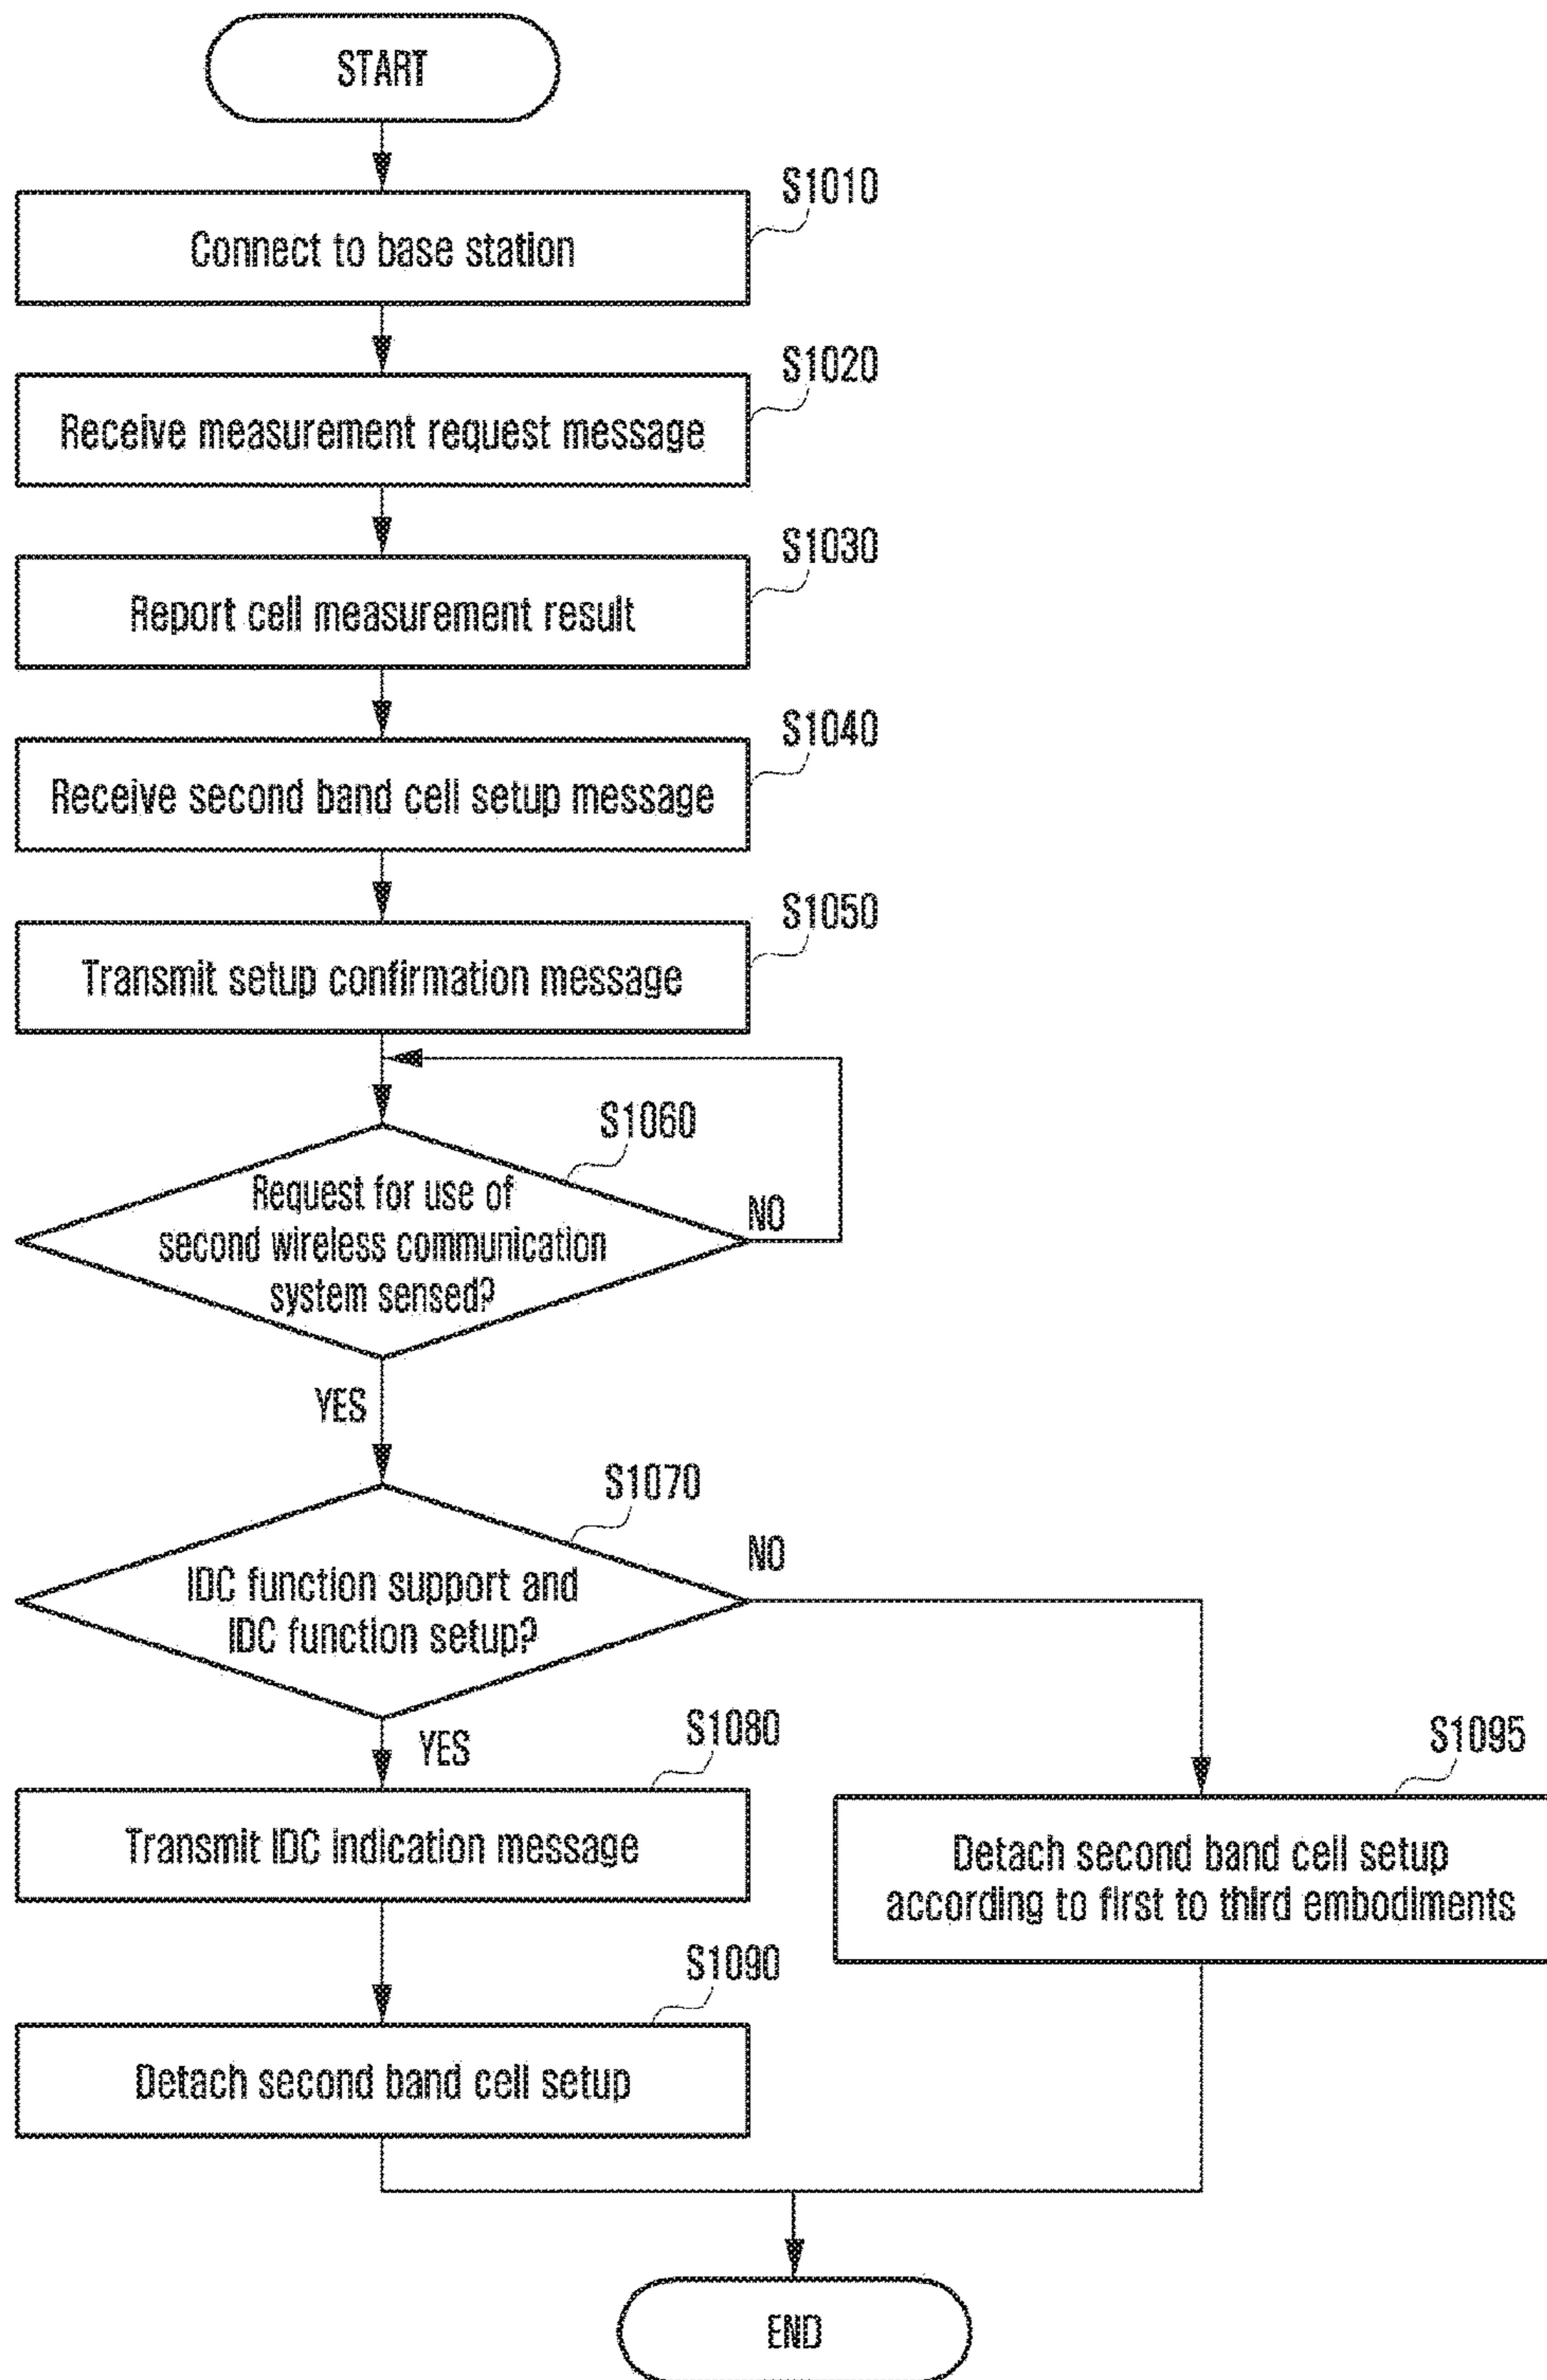 START
S1010
Connect to base station
S1020
Receive measurement request message
S1030
Report cell measurement result
S1040
Receive second band cell setup message
S1050
Transmit setup confirmation message
S1060
Request for use of
second wireless communication
system sensed?
NO
YES
S1070
IDC function support and
IDC function setup?
NO
YES
S1080
Transmit IDC indication message
S1095
Detach second band cell setup
according to first to third embodiments
S1090
Detach second band cell setup
END